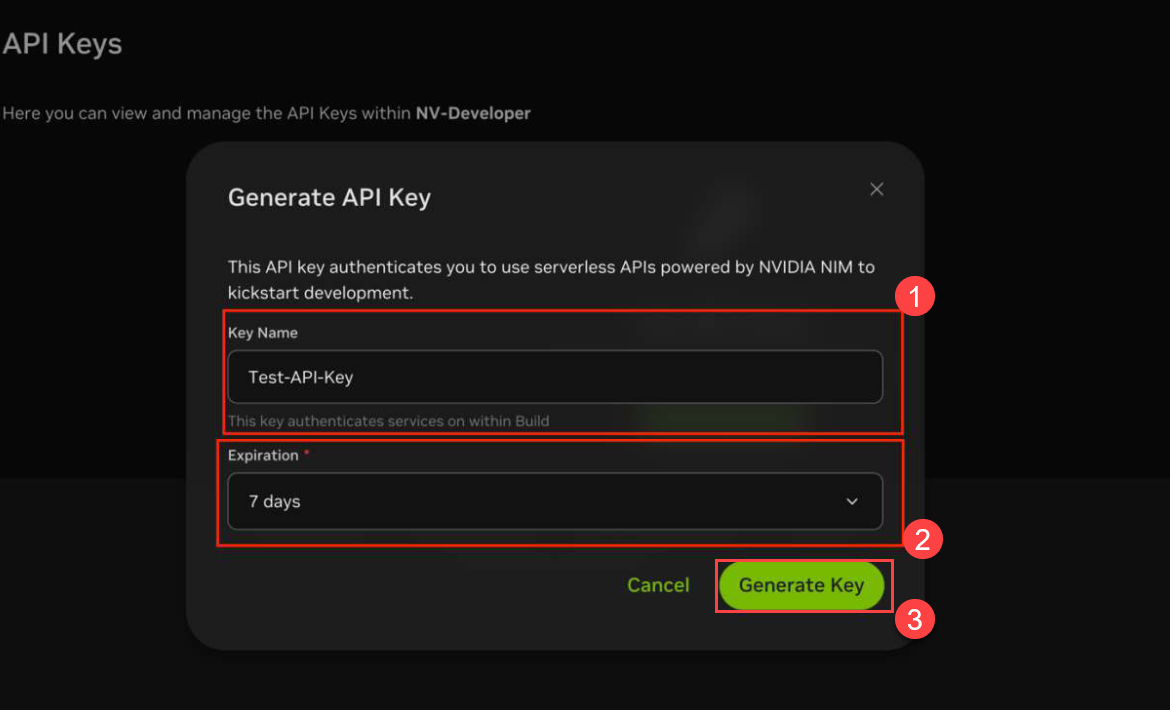 API Keys
Here you can view and manage the API Keys within NV-Developer
Generate API Key
This API key authenticates you to use serverless APIs powered by NVIDIA NIM to
kickstart development.
1
Key Name
Test-API-Key
This key authenticates services on within Build
Expiration *
7 days
2
Cancel
Generate Key
3